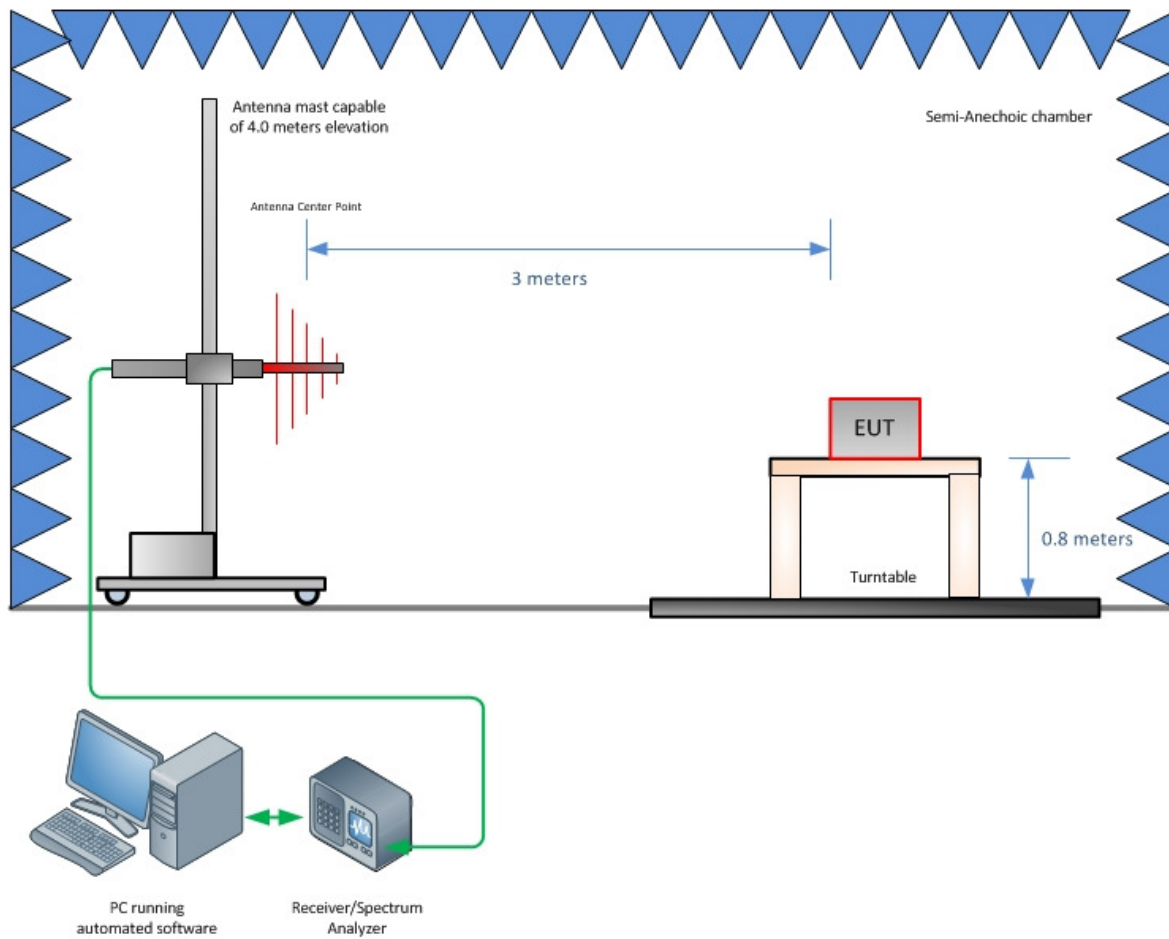 Antenna mast capable
of 4.0 meters elevation
Semi-Anechoic chamber
Antenna Center Point
3 meters
EUT
0.8 meters
Turntable
PC running
automated software
Receiver/Spectrum
Analyzer